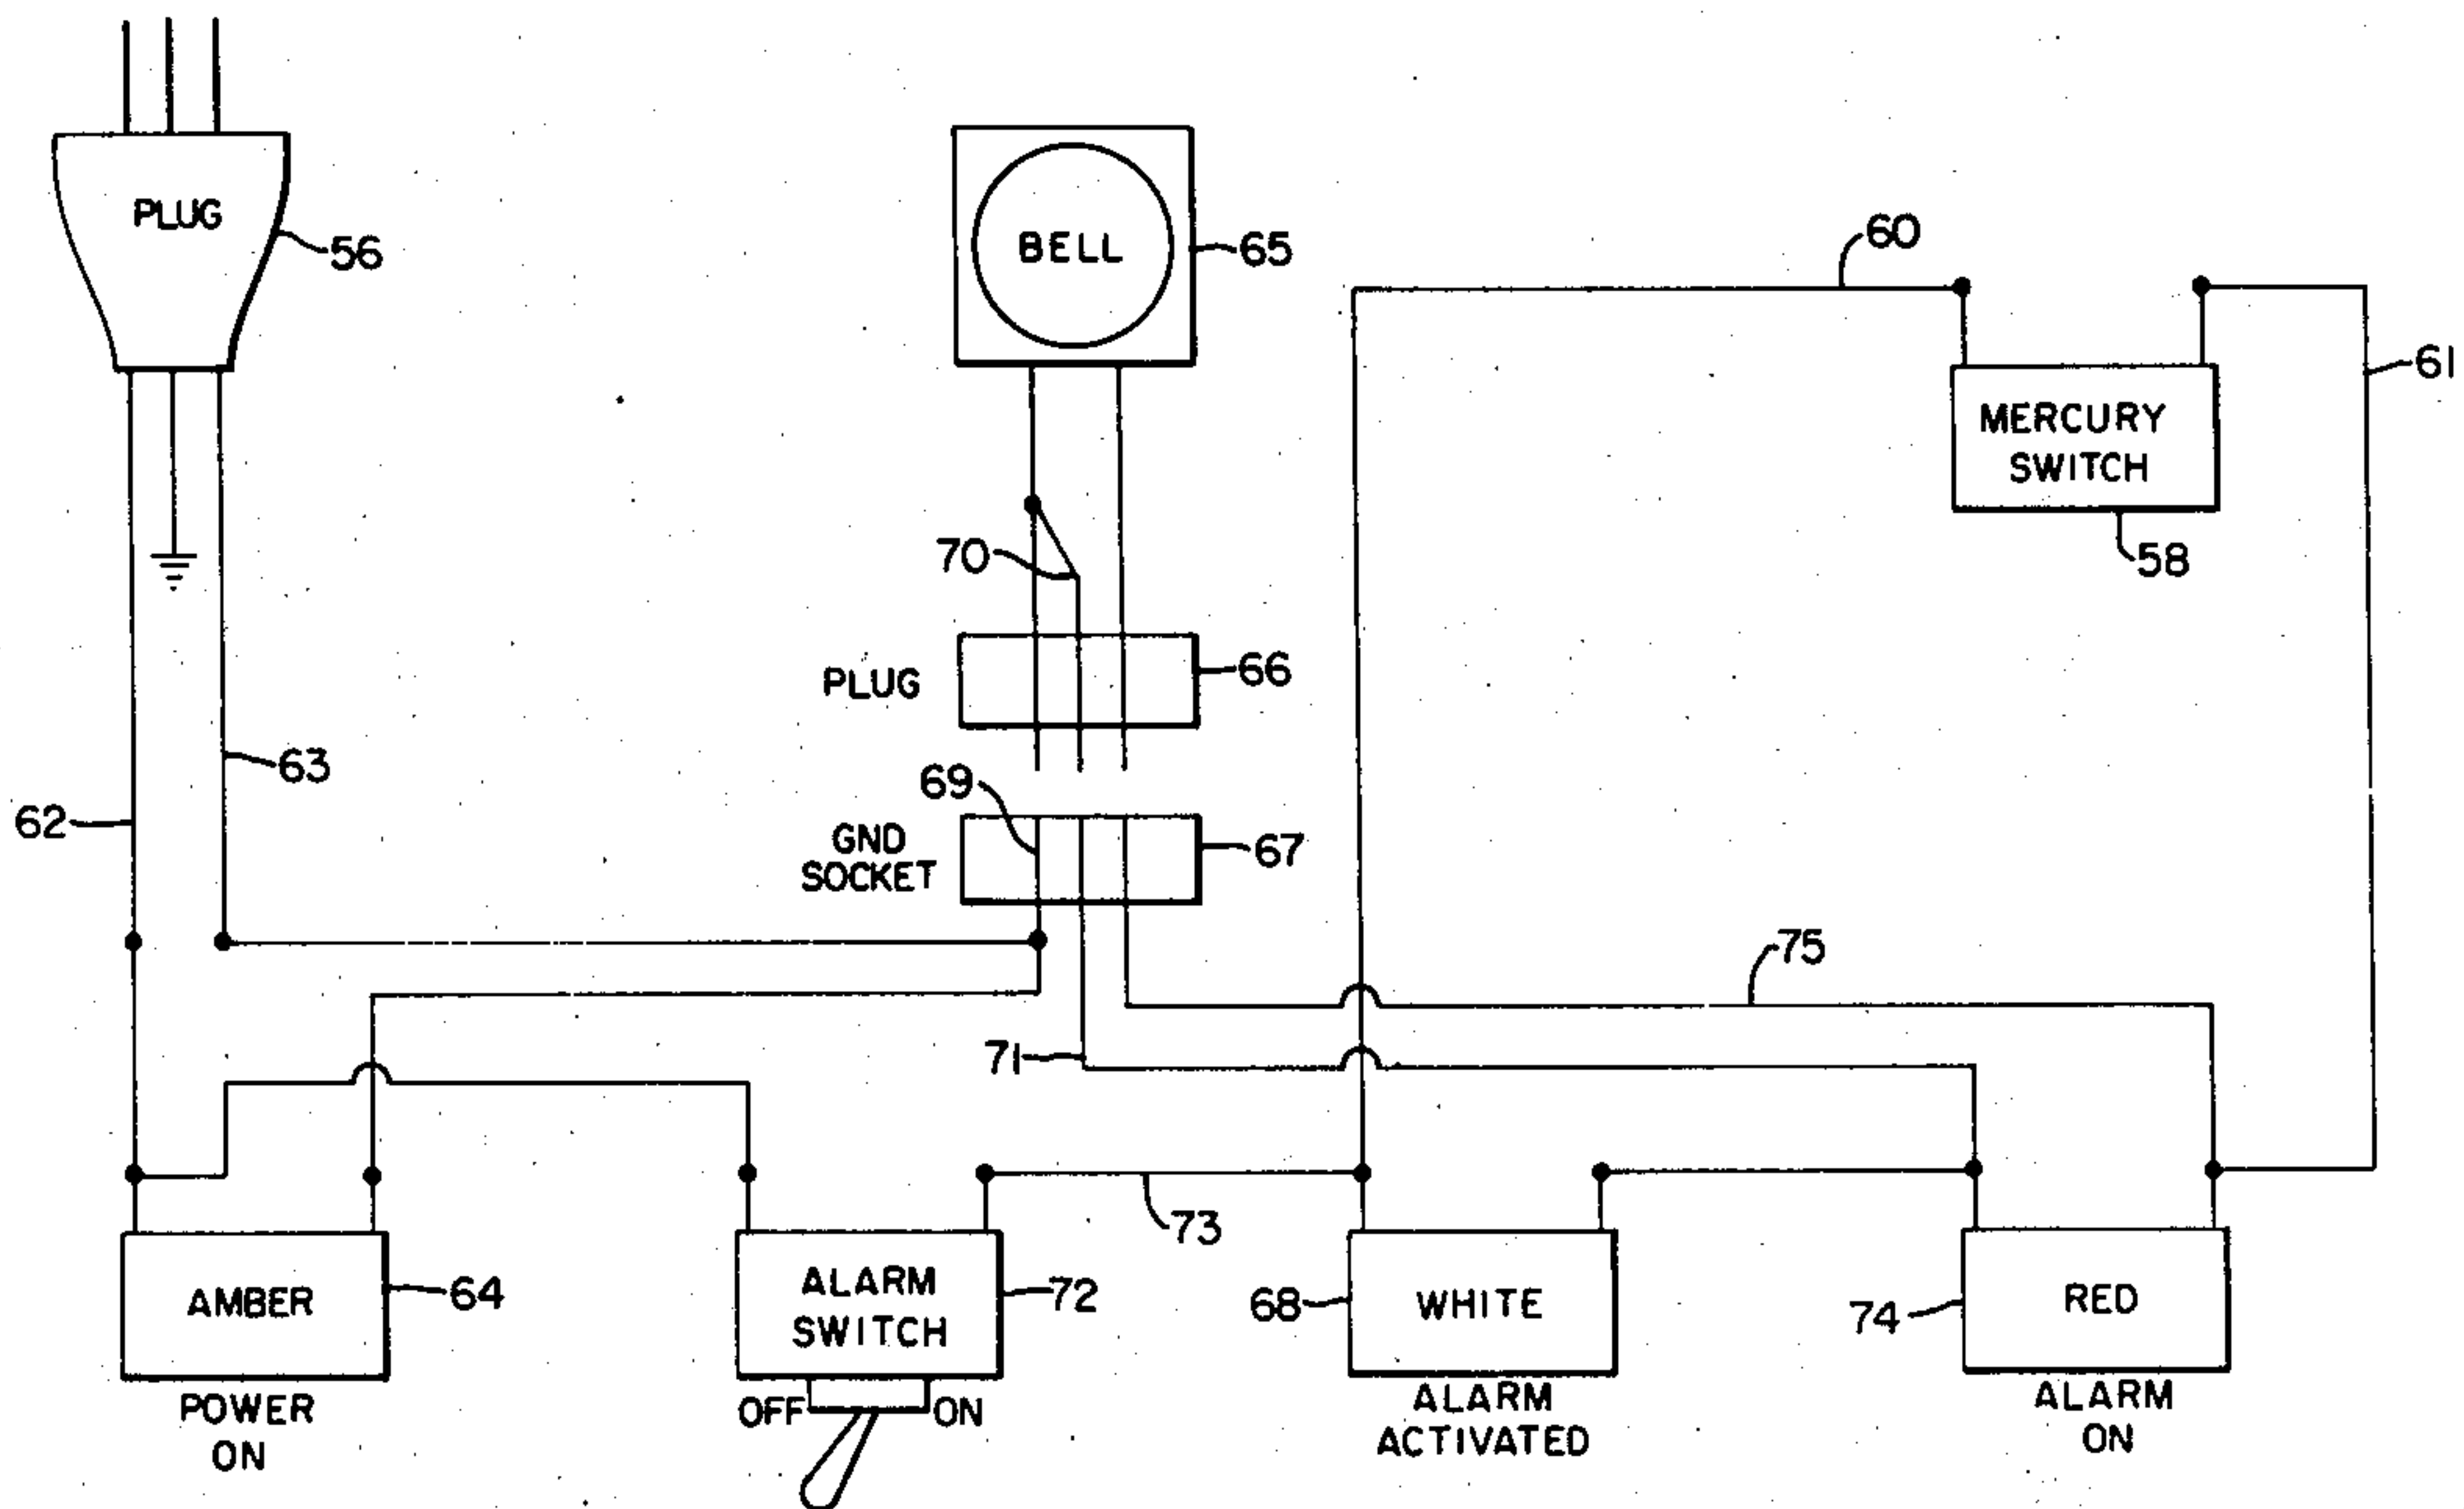 PLUG
56
BELL
65
60
61
MERCURY
SWITCH
58
70
PLUG
66
63
69
62
GND
SOCKET
67
75
71
73
AMBER
64
ALARM
SWITCH
72
68
WHITE
74
RED
POWER
ON
OFF
ON
ALARM
ACTIVATED
ALARM
ON